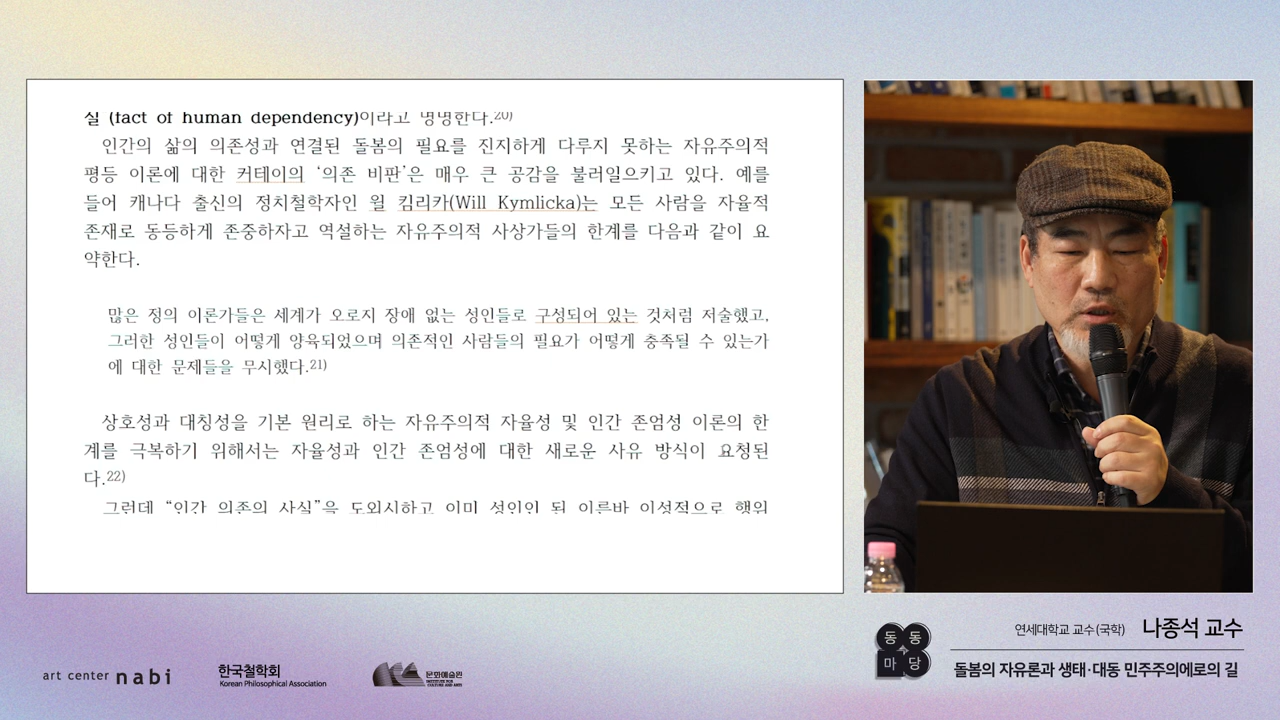 실 (fact of human dependency)이라고 명명한다.20)
인간의 삶의 의존성과 연결된 돌봄의 필요를 진지하게 다루지 못하는 자유주의적
평등 이론에 대한 커테이의 ‘의존 비판’은 매우 큰 공감을 불러일으키고 있다. 예를
들어 캐나다 출신의 정치철학자인 윌 킴리카(Will Kymlicka)는 모든 사람을 자율적
존재로 동등하게 존중하자고 역설하는 자유주의적 사상가들의 한계를 다음과 같이 요
약한다.
많은 정의 이론가들은 세계가 오로지 장애 없는 성인들로 구성되어 있는 것처럼 저술했고,
그러한 성인들이 어떻게 양육되었으며 의존적인 사람들의 필요가 어떻게 충족될 수 있는가
에 대한 문제들을 무시했다.21)
상호성과 대칭성을 기본 원리로 하는 자유주의적 자율성 및 인간 존엄성 이론의 한
계를 극복하기 위해서는 자율성과 인간 존엄성에 대한 새로운 사유 방식이 요청된
다.22)
그런데 “인간 의존의 사실”을 도외시하고 이미 성인이 된 이른바 이성적으로 행위
동 동
마 당
연세대학교 교수(국학) 나종석 교수
돌봄의 자유론과 생태·대동 민주주의에로의 길
art center nabi
한국철학회
Korean Philosophical Association
문화예술원
INSTITUTE FOR
CULTURE AND ARTS